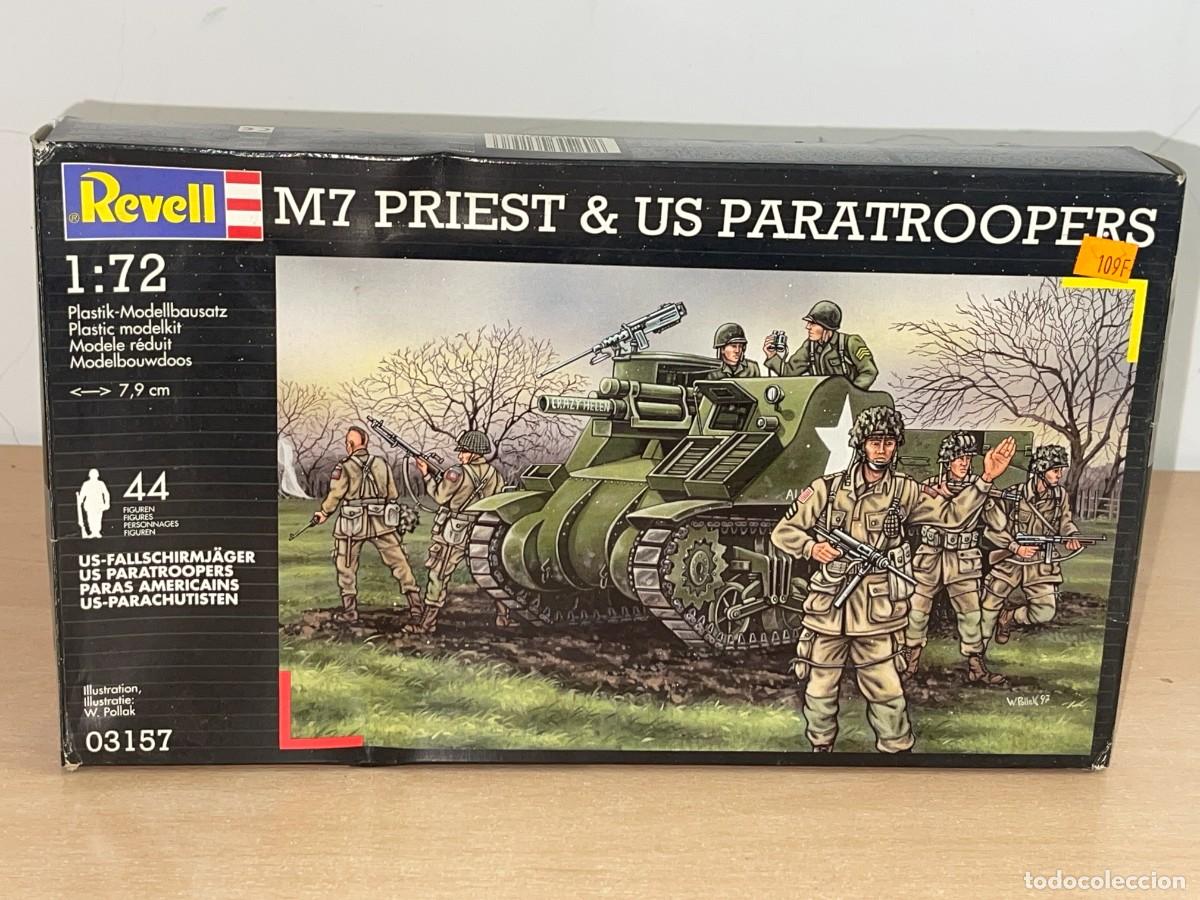 Revell
®
M7 PRIEST & US PARATROOPERS
109F
1:72
Plastik-Modellbausatz
Plastic modelkit
Modele réduit
Modelbouwdoos
<—> 7,9 cm
44
FIGUREN
FIGURES
PERSONNAGES
FIGUREN
US-FALLSCHIRMJÄGER
US PARATROOPERS
PARAS AMERICAINS
US-PARACHUTISTEN
Illustration,
Illustratie:
W. Pollak
03157
CRAZY HELEN
W.Pollak 97
todocoleccion